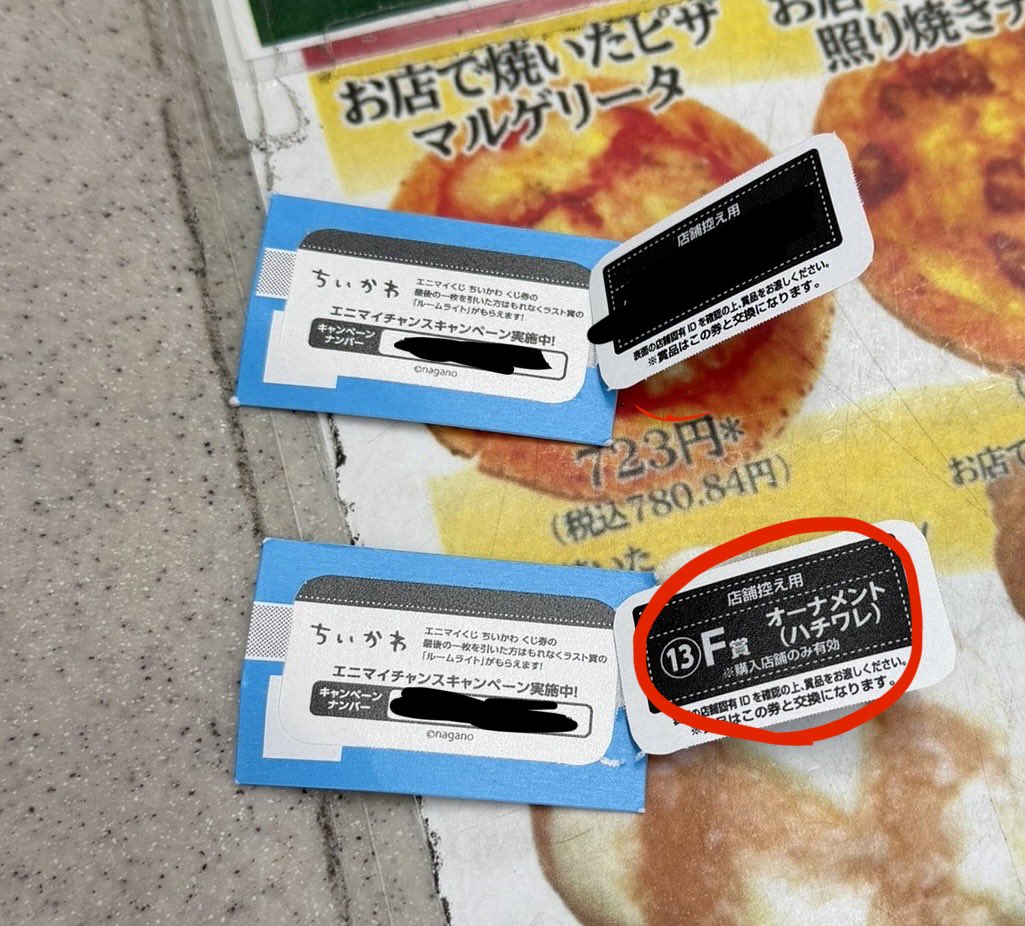 お店で焼いたピザ
マルゲリータ
照り焼き
ちいかわ
エニマイくじ ちいかわ くじ券の
最後の一枚を引いた方はもれなくラスト賞の
「ルームライト」がもらえます!
エニマイチャンスキャンペーン実施中!
キャンペーン
ナンバー
©nagano
店舗控え用
表面の店舗固有IDを確認の上、賞品をお渡しください。
※賞品はこの券と交換になります。
723円*
(税込780.84円)
お店で
ちいかわ
エニマイくじ ちいかわ くじ券の
最後の一枚を引いた方はもれなくラスト賞の
「ルームライト」がもらえます!
エニマイチャンスキャンペーン実施中!
キャンペーン
ナンバー
©nagano
店舗控え用
⑬F賞 オーナメント
(ハチワレ)
※購入店舗のみ有効
の店舗固有IDを確認の上、賞品をお渡しください。
品はこの券と交換になります。